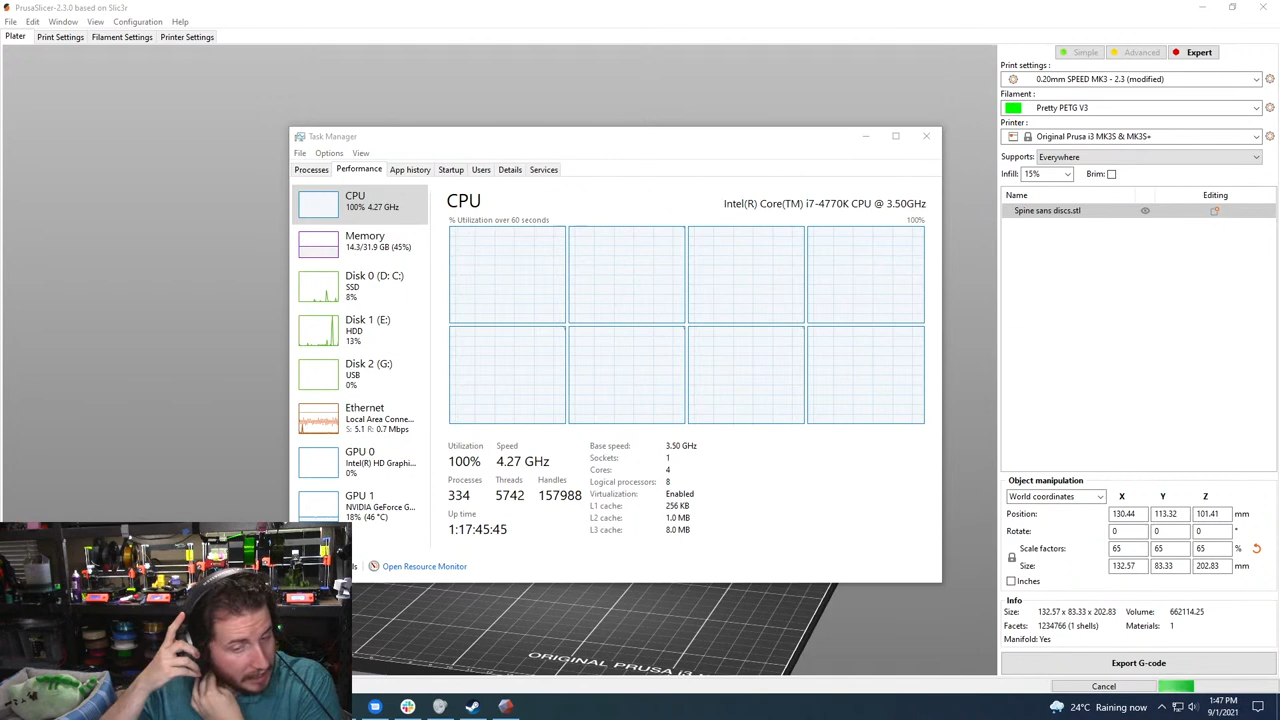 PrusaSlicer-2.3.0 based on Slic3r
File Edit Window View Configuration Help
Plater Print Settings Filament Settings Printer Settings
Simple Advanced Expert
Print settings :
0.20mm SPEED MK3 - 2.3 (modified)
Filament :
Pretty PETG V3
Printer :
Original Prusa i3 MK3S & MK3S+
Supports: Everywhere
Infill: 15% Brim:
Name Editing
Spine sans discs.stl
Task Manager
File Options View
Processes Performance App history Startup Users Details Services
CPU
100% 4.27 GHz
Memory
14.3/31.9 GB (45%)
Disk 0 (D: C:)
SSD
8%
Disk 1 (E:)
HDD
13%
Disk 2 (G:)
USB
0%
Ethernet
Local Area Conne...
S: 5.1 R: 0.7 Mbps
GPU 0
Intel(R) HD Graphi...
0%
GPU 1
NVIDIA GeForce G...
18% (46 °C)
CPU Intel(R) Core(TM) i7-4770K CPU @ 3.50GHz
% Utilization over 60 seconds 100%
Utilization Speed
100% 4.27 GHz
Processes Threads Handles
334 5742 157988
Up time
1:17:45:45
Base speed: 3.50 GHz
Sockets: 1
Cores: 4
Logical processors: 8
Virtualization: Enabled
L1 cache: 256 KB
L2 cache: 1.0 MB
L3 cache: 8.0 MB
Open Resource Monitor
ORIGINAL PRUSA i3
Object manipulation
World coordinates X Y Z
Position: 130.44 113.32 101.41 mm
Rotate: 0 0 0 °
Scale factors: 65 65 65 %
Size: 132.57 83.33 202.83 mm
Inches
Info
Size: 132.57 x 83.33 x 202.83 Volume: 662114.25
Facets: 1234766 (1 shells) Materials: 1
Manifold: Yes
Export G-code
Cancel
24°C Raining now
1:47 PM
9/1/2021